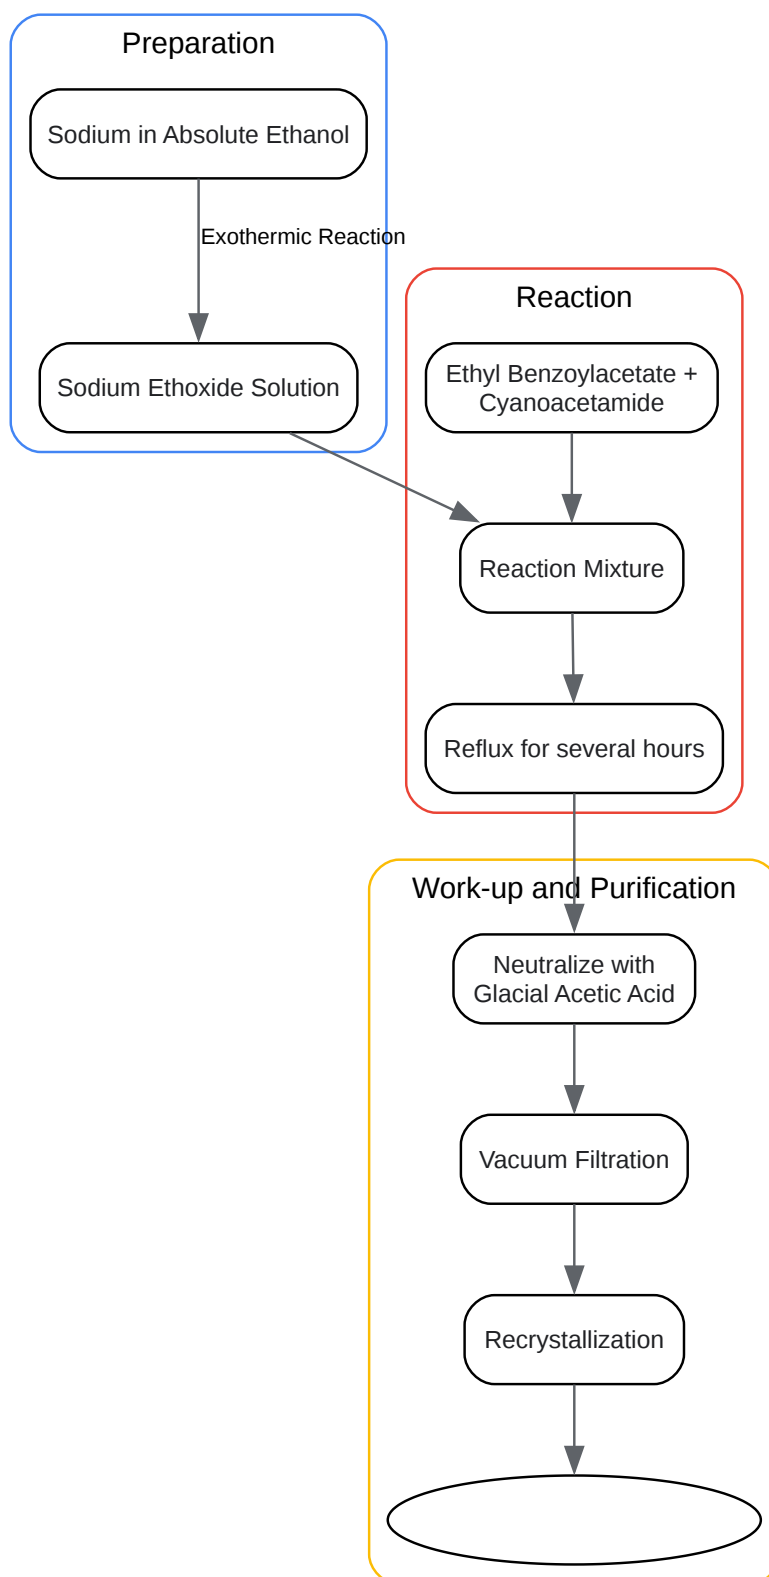 Preparation
Sodium in Absolute Ethanol
Exothermic Reaction
Sodium Ethoxide Solution
Reaction
Ethyl Benzoylacetate +
Cyanoacetamide
Reaction Mixture
Reflux for several hours
Work-up and Purification
Neutralize with
Glacial Acetic Acid
Vacuum Filtration
Recrystallization